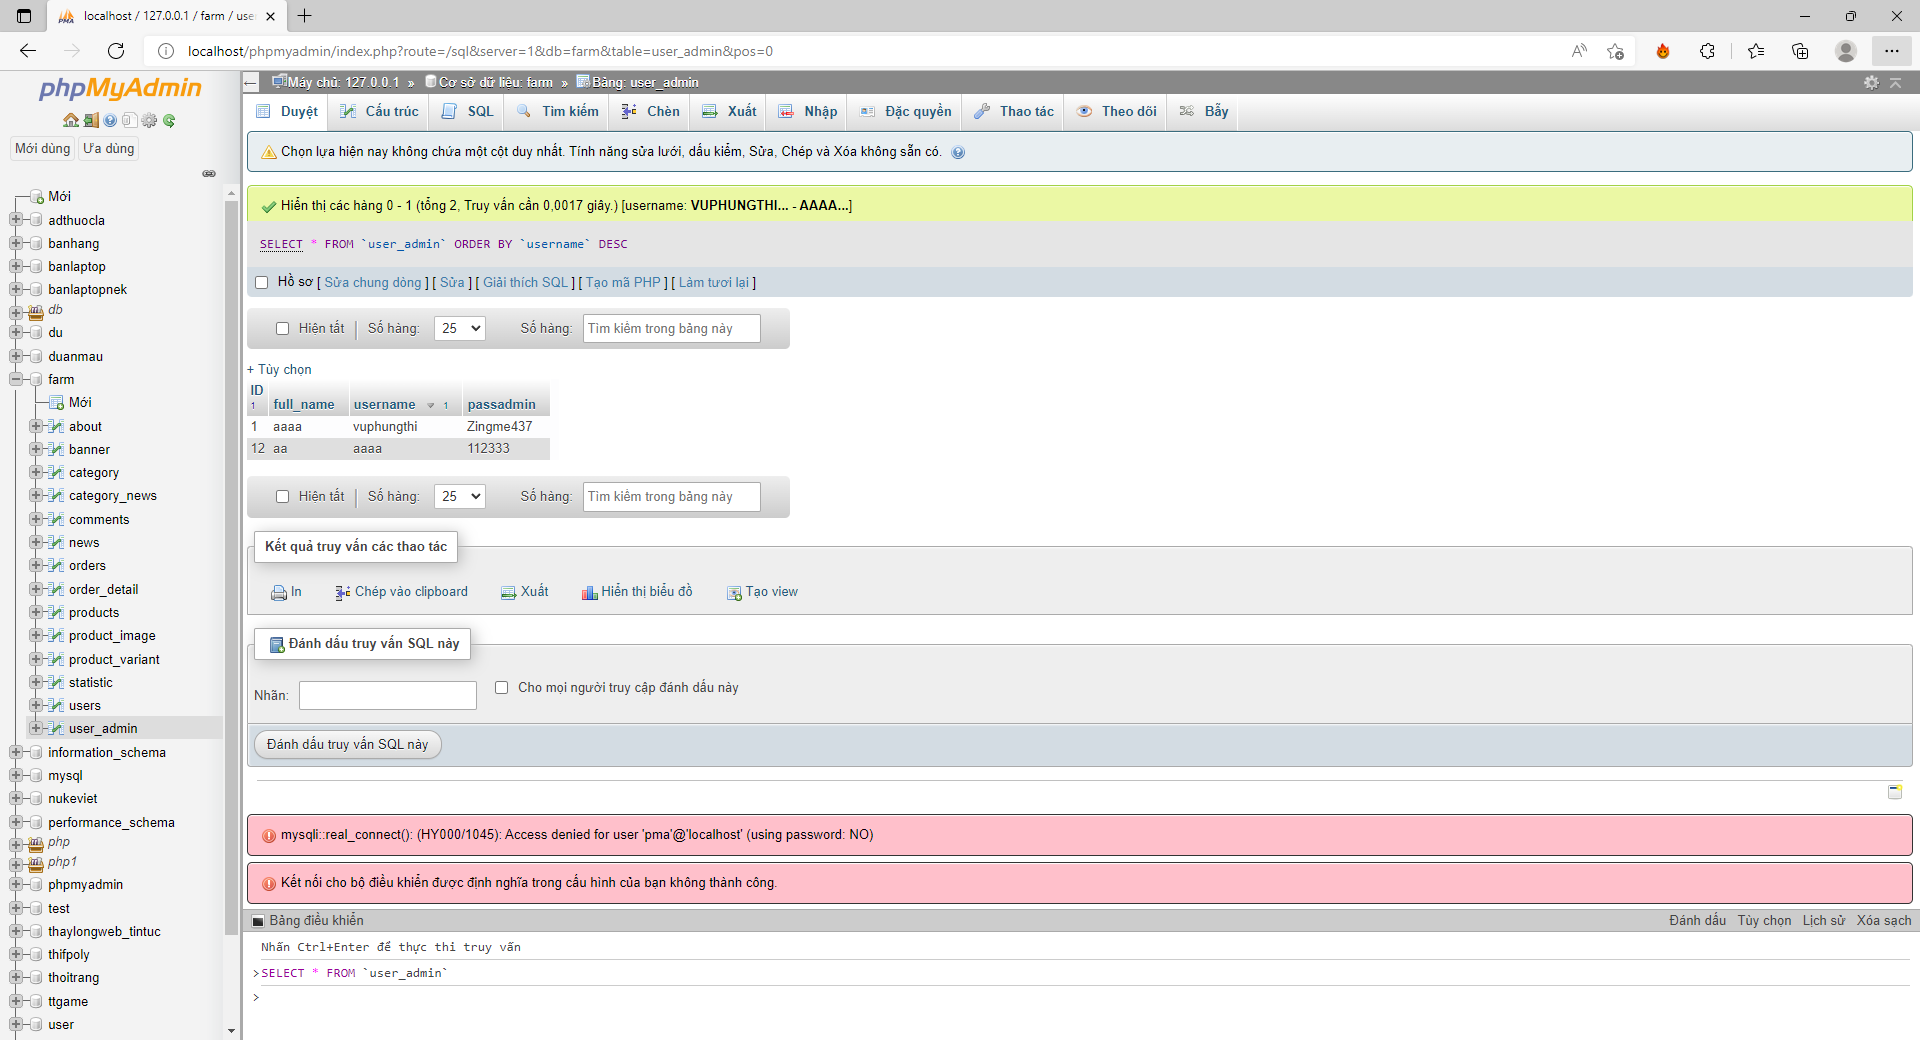 localhost / 127.0.0.1 / farm / use
localhost/phpmyadmin/index.php?route=/sql&server=1&db=farm&table=user_admin&pos=0
phpMyAdmin
Mới dùng
Ưa dùng
Mới
adthuocla
banhang
banlaptop
banlaptopnek
db
du
duanmau
farm
Mới
about
banner
category
category_news
comments
news
orders
order_detail
products
product_image
product_variant
statistic
users
user_admin
information_schema
mysql
nukeviet
performance_schema
php
php1
phpmyadmin
test
thaylongweb_tintuc
thifpoly
thoitrang
ttgame
user
Máy chủ: 127.0.0.1 » Cơ sở dữ liệu: farm » Bảng: user_admin
Duyệt Cấu trúc SQL Tìm kiếm Chèn Xuất Nhập Đặc quyền Thao tác Theo dõi Bẫy
Chọn lựa hiện nay không chứa một cột duy nhất. Tính năng sửa lưới, dấu kiểm, Sửa, Chép và Xóa không sẵn có.
Hiển thị các hàng 0 - 1 (tổng 2, Truy vấn cần 0,0017 giây.) [username: VUPHUNGTHI... - AAAA...]
SELECT * FROM `user_admin` ORDER BY `username` DESC
Hồ sơ [ Sửa chung dòng ] [ Sửa ] [ Giải thích SQL ] [ Tạo mã PHP ] [ Làm tươi lại ]
Hiện tất | Số hàng: 25 Số hàng: Tìm kiếm trong bảng này
+ Tùy chọn
ID 1 full_name username 1 passadmin
1 aaaa vuphungthi Zingme437
12 aa aaaa 112333
Hiện tất | Số hàng: 25 Số hàng: Tìm kiếm trong bảng này
Kết quả truy vấn các thao tác
In Chép vào clipboard Xuất Hiển thị biểu đồ Tạo view
Đánh dấu truy vấn SQL này
Nhãn: Cho mọi người truy cập đánh dấu này
Đánh dấu truy vấn SQL này
mysqli::real_connect(): (HY000/1045): Access denied for user 'pma'@'localhost' (using password: NO)
Kết nối cho bộ điều khiển được định nghĩa trong cấu hình của bạn không thành công.
Bảng điều khiển Đánh dấu Tùy chọn Lịch sử Xóa sạch
Nhấn Ctrl+Enter để thực thi truy vấn
>SELECT * FROM `user_admin`
>